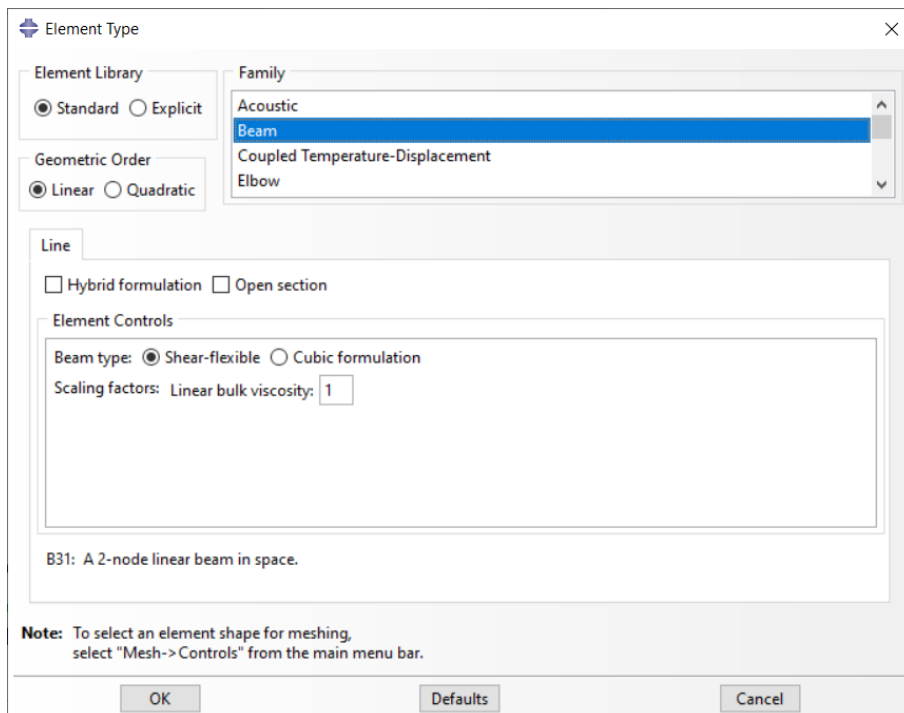 Element Type
Element Library
Standard Explicit
Geometric Order
Linear Quadratic
Family
Acoustic
Beam
Coupled Temperature-Displacement
Elbow
Line
Hybrid formulation Open section
Element Controls
Beam type: Shear-flexible Cubic formulation
Scaling factors: Linear bulk viscosity: 1
B31: A 2-node linear beam in space.
Note: To select an element shape for meshing,
select "Mesh->Controls" from the main menu bar.
OK Defaults Cancel